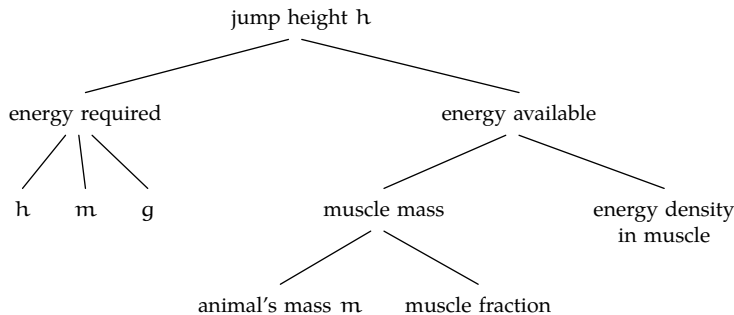 jump height h
energy required
energy available
h
m
g
muscle mass
energy density
in muscle
animal's mass m
muscle fraction